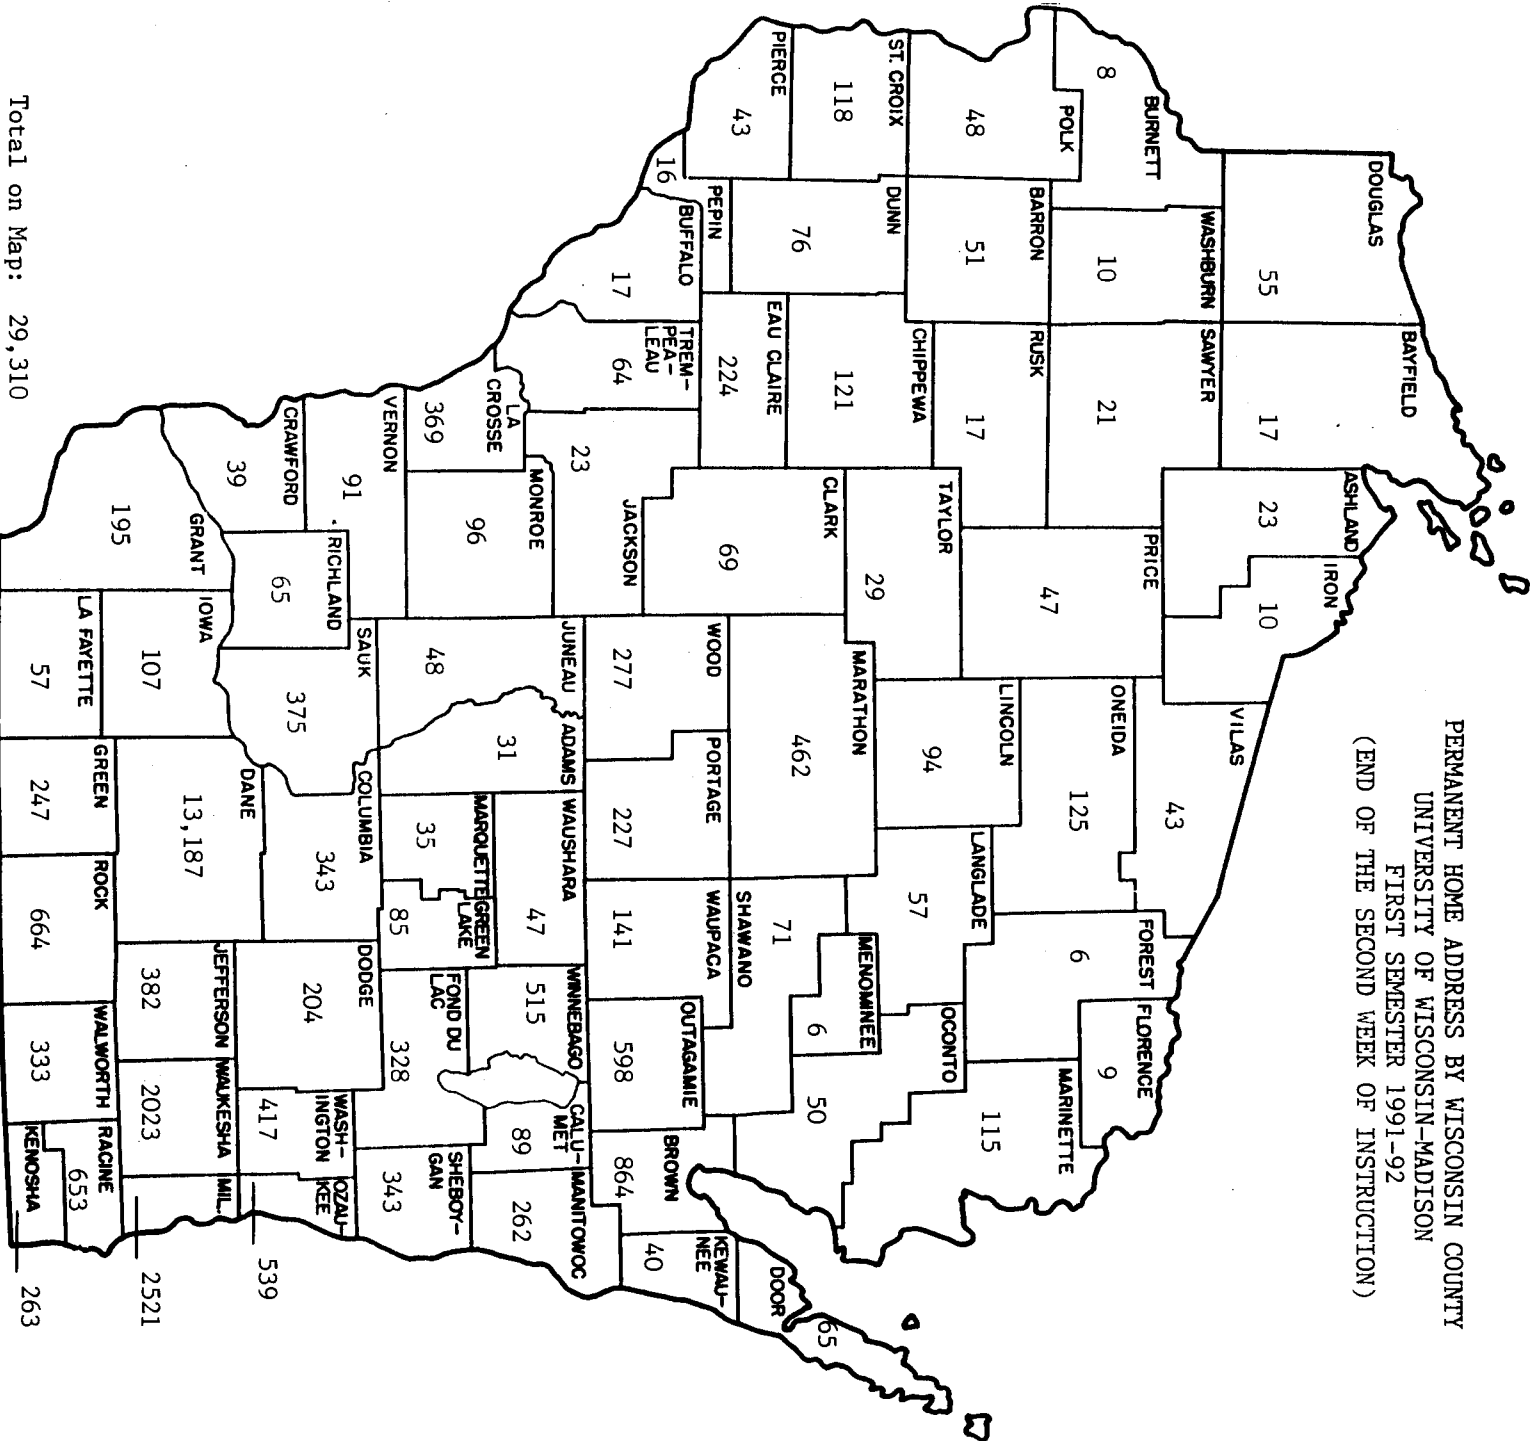 PERMANENT HOME ADDRESS BY WISCONSIN COUNTY
UNIVERSITY OF WISCONSIN-MADISON
FIRST SEMESTER 1991-92
(END OF THE SECOND WEEK OF INSTRUCTION)
DOUGLAS
55
BAYFIELD
17
ASHLAND
23
IRON
10
VILAS
43
BURNETT
8
WASHBURN
10
SAWYER
21
PRICE
47
ONEIDA
125
FOREST
6
FLORENCE
9
POLK
48
BARRON
51
RUSK
17
TAYLOR
29
LINCOLN
94
LANGLADE
57
MARINETTE
115
OCONTO
50
MENOMINEE
6
ST. CROIX
118
DUNN
76
CHIPPEWA
121
CLARK
69
MARATHON
462
SHAWANO
71
PIERCE
43
PEPIN
16
EAU CLAIRE
224
BUFFALO
17
TREM-
PEA-
LEAU
64
JACKSON
23
WOOD
277
PORTAGE
227
WAUPACA
141
OUTAGAMIE
598
BROWN
864
KEWAU-
NEE
40
DOOR
65
LA
CROSSE
369
MONROE
96
JUNEAU
48
ADAMS
31
WAUSHARA
47
WINNEBAGO
515
CALU-
MET
89
MANITOWOC
262
MARQUETTE
35
GREEN
LAKE
85
FOND DU
LAC
328
SHEBOY-
GAN
343
VERNON
91
RICHLAND
65
SAUK
375
COLUMBIA
343
DODGE
204
WASH-
INGTON
417
OZAU-
KEE
539
CRAWFORD
39
GRANT
195
IOWA
107
DANE
13,187
JEFFERSON
382
WAUKESHA
2023
MIL.
2521
LA FAYETTE
57
GREEN
247
ROCK
664
WALWORTH
333
RACINE
653
KENOSHA
263
Total on Map: 29,310